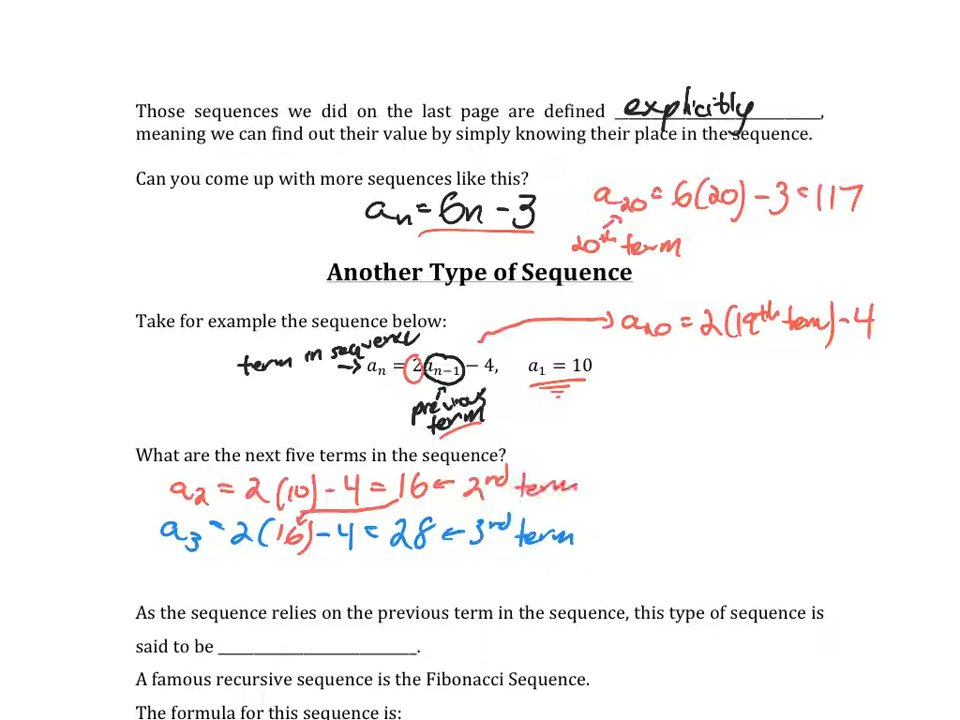 Those sequences we did on the last page are defined explicitly,
meaning we can find out their value by simply knowing their place in the sequence.
Can you come up with more sequences like this?
aₙ = 6n - 3
a₂₀ = 6(20) - 3 = 117
20th term
Another Type of Sequence
Take for example the sequence below:
→ a₂₀ = 2(19th term) - 4
term in sequence → aₙ = 2aₙ₋₁ − 4, a₁ = 10
previous
term
What are the next five terms in the sequence?
a₂ = 2(10) - 4 = 16 ← 2rd term
a₃ = 2(16) - 4 = 28 ← 3rd term
As the sequence relies on the previous term in the sequence, this type of sequence is
said to be ________________________.
A famous recursive sequence is the Fibonacci Sequence.
The formula for this sequence is: